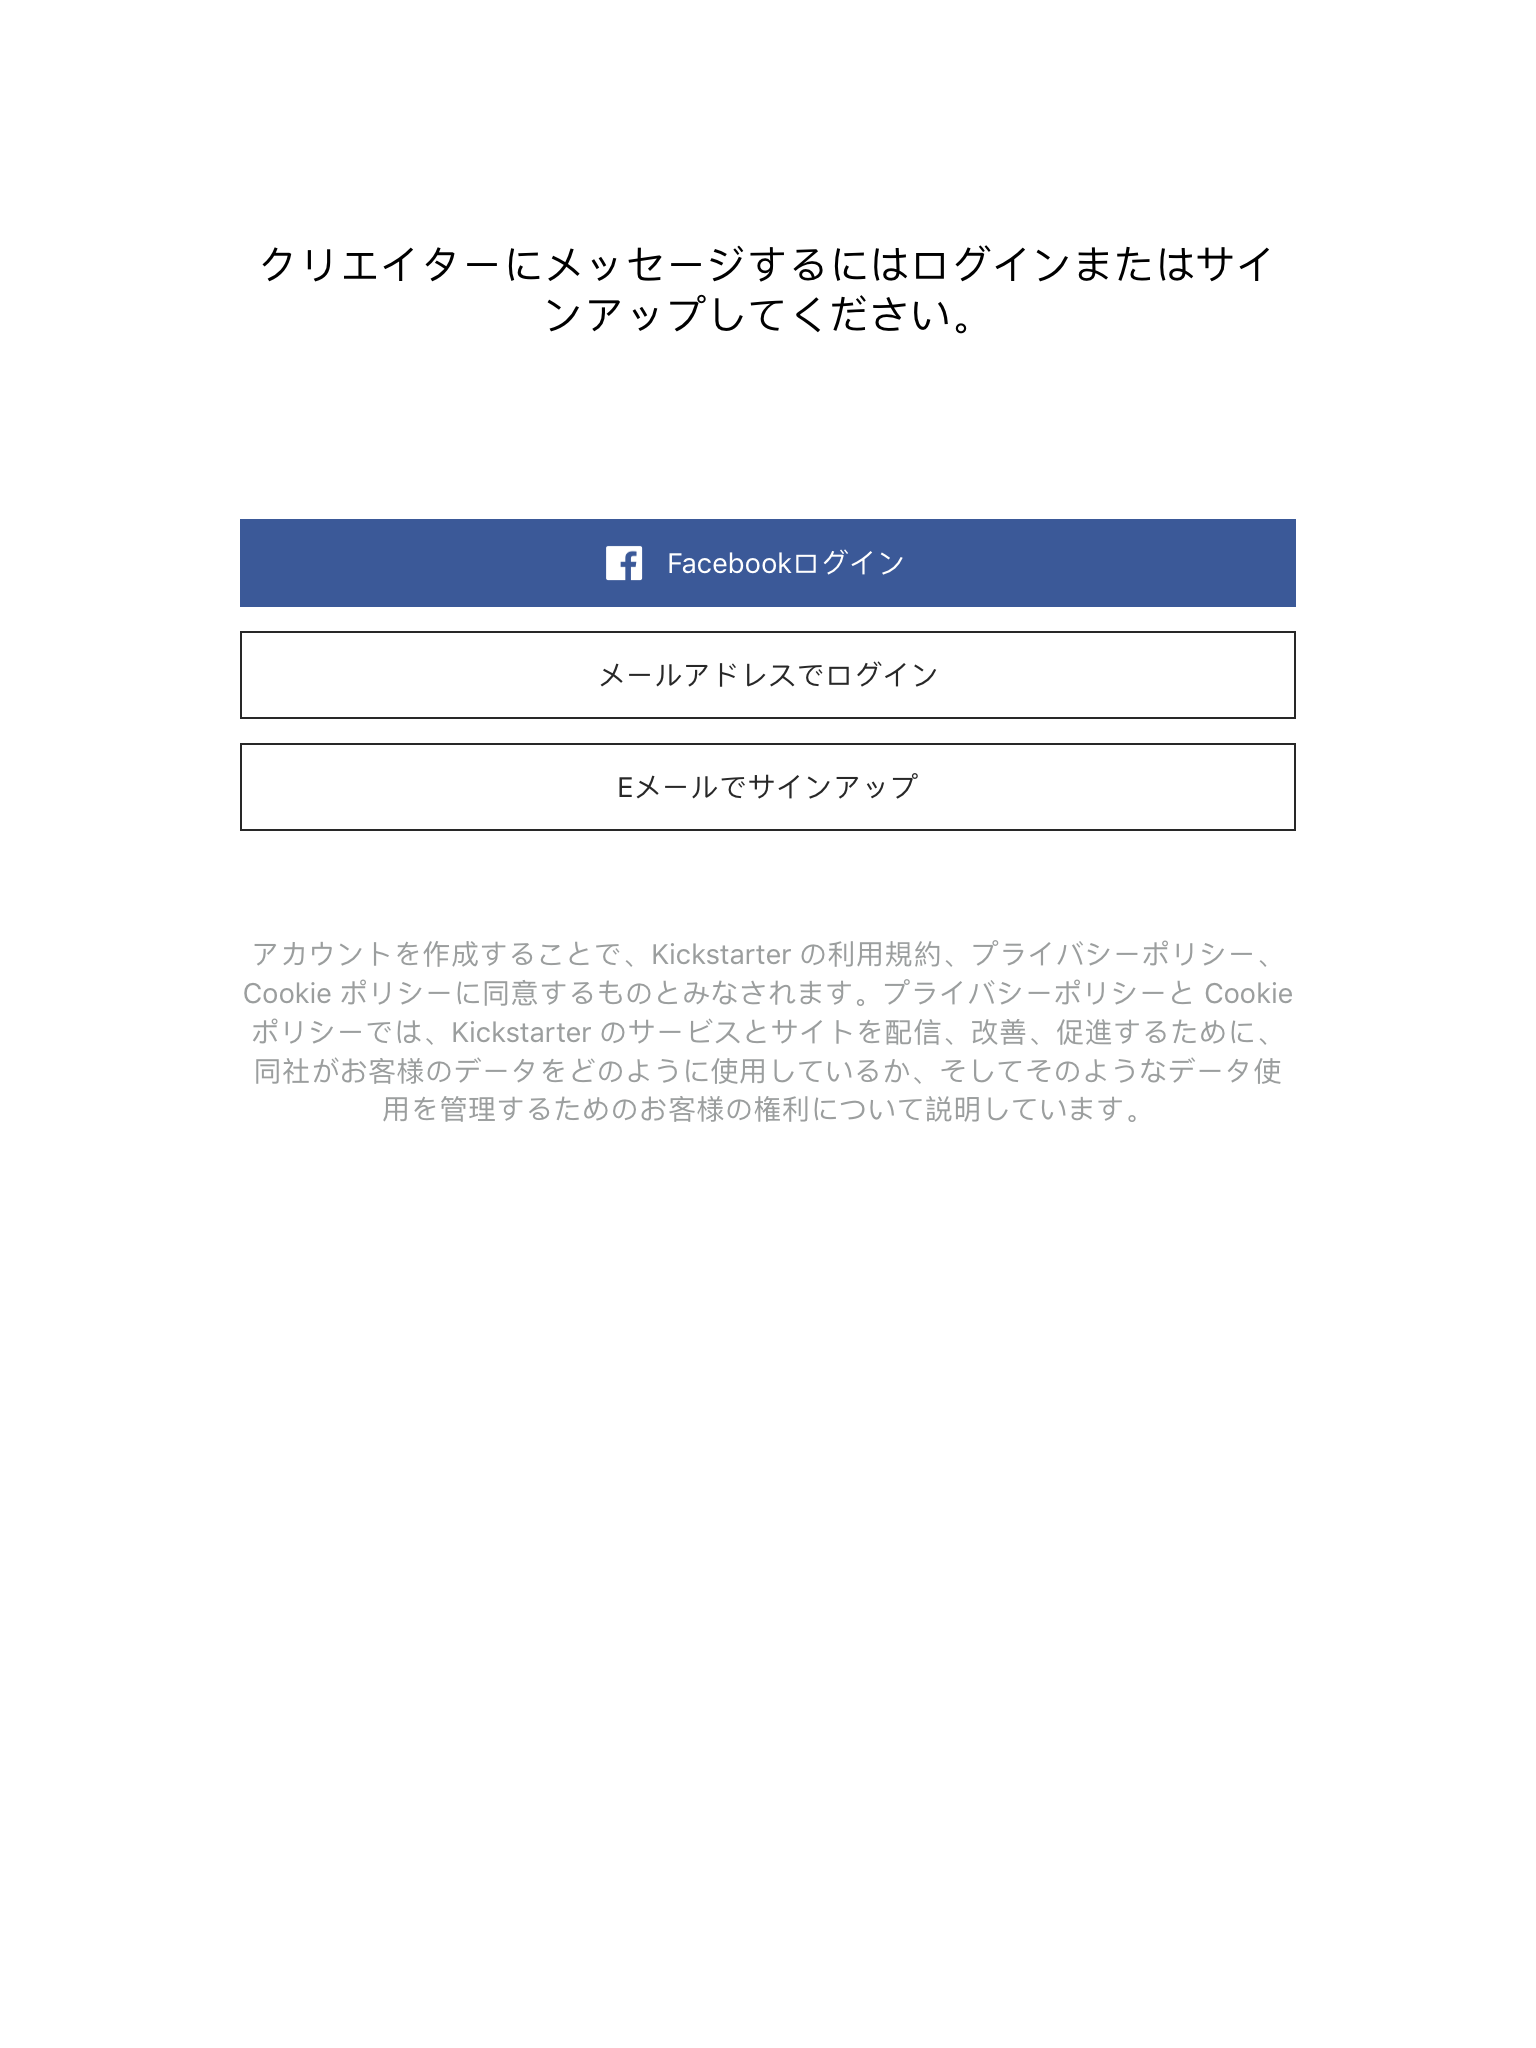 クリエイターにメッセージするにはログインまたはサイ
ンアップしてください。
Facebookログイン
メールアドレスでログイン
Eメールでサインアップ
アカウントを作成することで、Kickstarter の利用規約、プライバシーポリシー、
Cookie ポリシーに同意するものとみなされます。プライバシーポリシーと Cookie
ポリシーでは、Kickstarter のサービスとサイトを配信、改善、促進するために、
同社がお客様のデータをどのように使用しているか、そしてそのようなデータ使
用を管理するためのお客様の権利について説明しています。